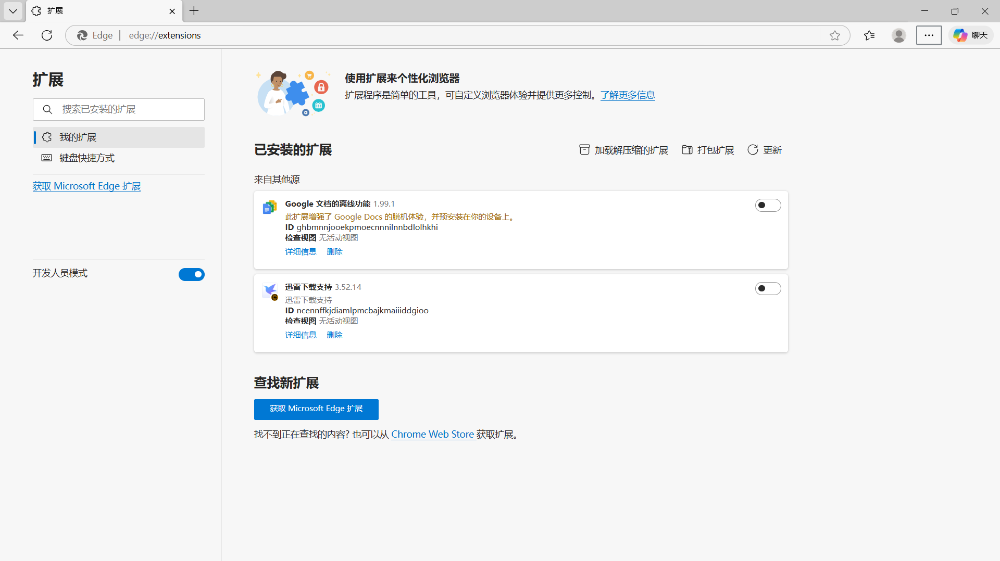 扩展
Edge
edge://extensions
聊天
扩展
搜索已安装的扩展
我的扩展
键盘快捷方式
获取 Microsoft Edge 扩展
开发人员模式
使用扩展来个性化浏览器
扩展程序是简单的工具，可自定义浏览器体验并提供更多控制。了解更多信息
已安装的扩展
加载解压缩的扩展
打包扩展
更新
来自其他源
Google 文档的离线功能 1.99.1
此扩展增强了 Google Docs 的脱机体验，并预安装在你的设备上。
ID ghbmnnjooekpmoecnnnilnnbdlolhkhi
检查视图 无活动视图
详细信息 删除
迅雷下载支持 3.52.14
迅雷下载支持
ID ncennffkjdiamlpmcbajkmaiiiddgioo
检查视图 无活动视图
详细信息 删除
查找新扩展
获取 Microsoft Edge 扩展
找不到正在查找的内容? 也可以从 Chrome Web Store 获取扩展。